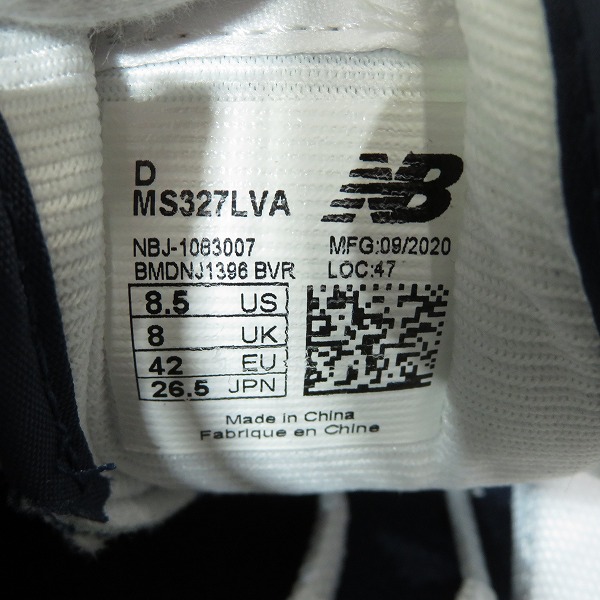 D
MS327LVA
NB
NBJ-1083007
MFG:09/2020
BMDNJ1396 BVR
LOC:47
8.5 US
8 UK
42 EU
26.5 JPN
Made in China
Fabrique en Chine